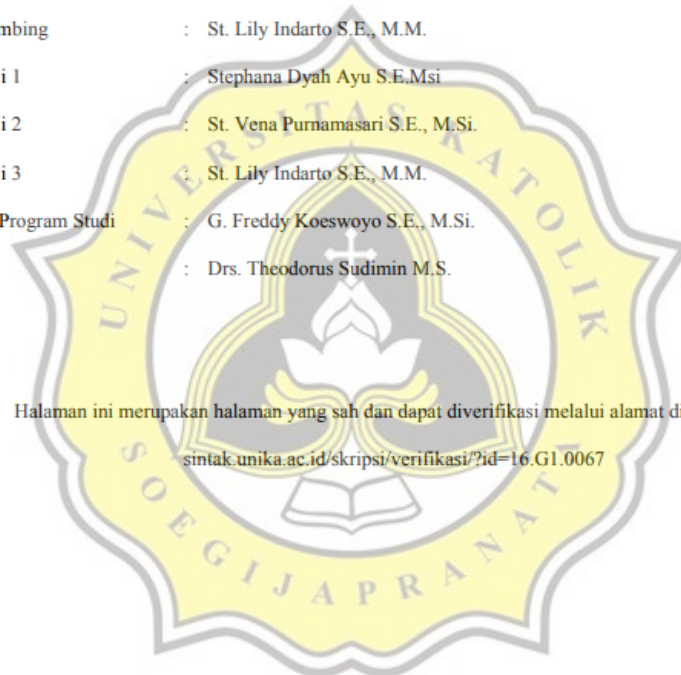 mbing : St. Lily Indarto S.E., M.M.
i 1 : Stephana Dyah Ayu S.E.Msi
i 2 : St. Vena Purnamasari S.E., M.Si.
i 3 : St. Lily Indarto S.E., M.M.
Program Studi : G. Freddy Koeswoyo S.E., M.Si.
: Drs. Theodorus Sudimin M.S.
Halaman ini merupakan halaman yang sah dan dapat diverifikasi melalui alamat di
sintak.unika.ac.id/skripsi/verifikasi/?id=16.G1.0067
UNIVERSITAS KATOLIK
SOEGIJAPRANATA